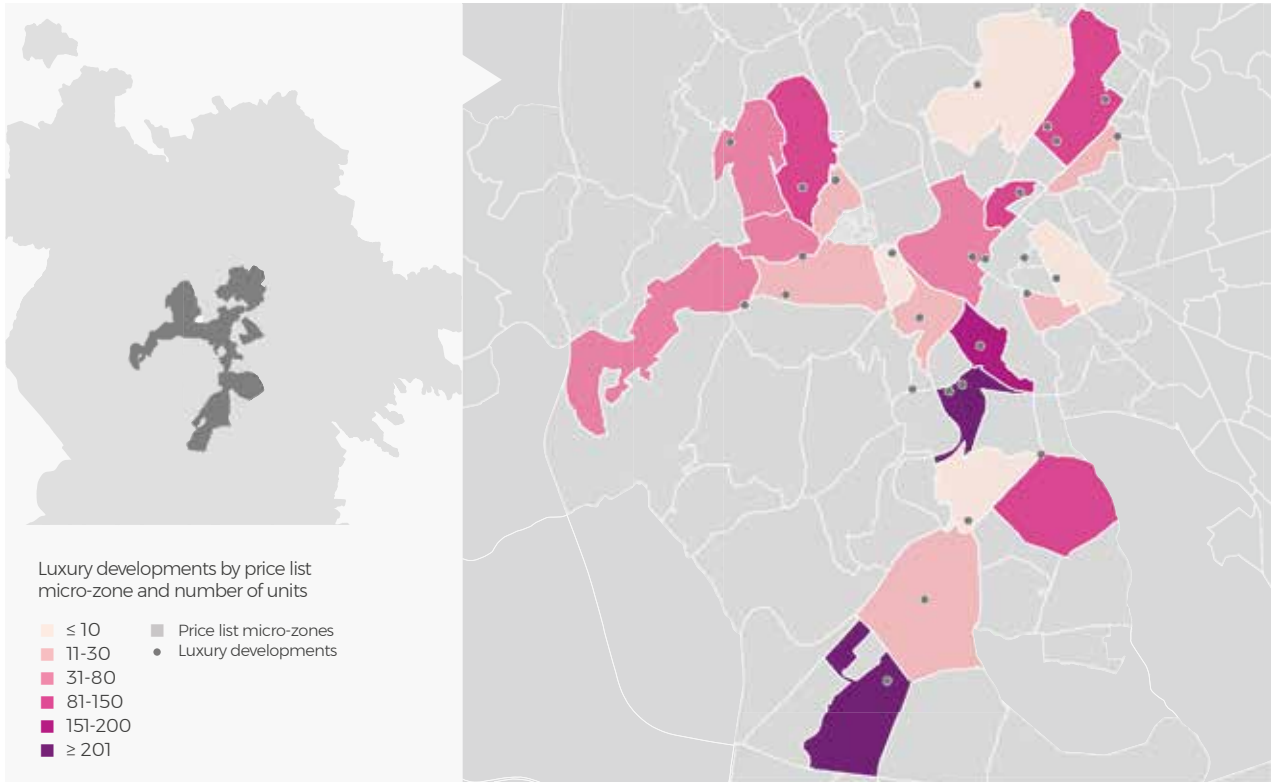 Luxury developments by price list
micro-zone and number of units
≤ 10
11-30
31-80
81-150
151-200
≥ 201
Price list micro-zones
Luxury developments